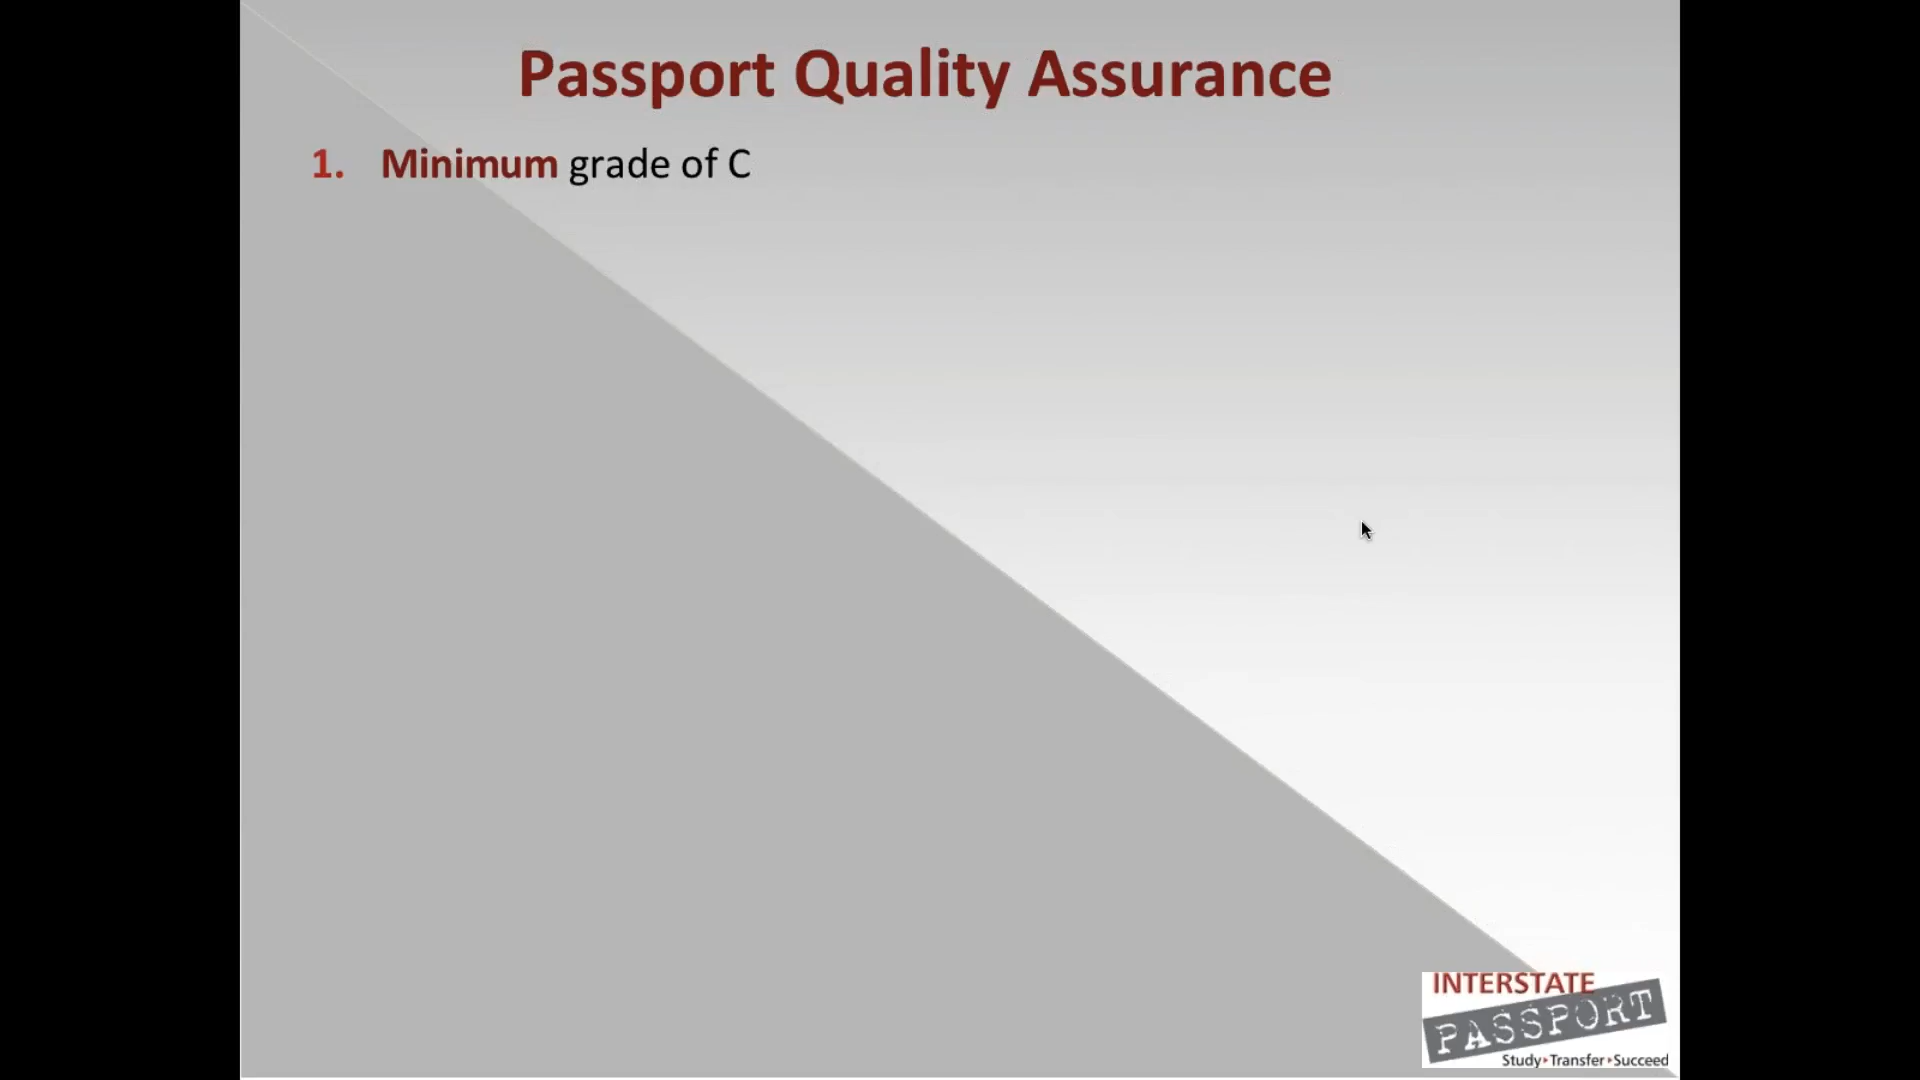 Passport Quality Assurance
1. Minimum grade of C
INTERSTATE
PASSPORT
Study‣Transfer‣Succeed